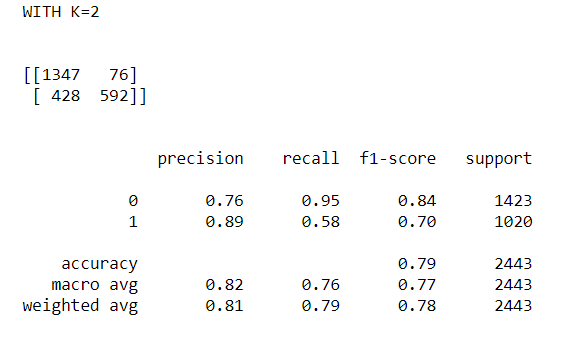 WITH K=2
[[1347 76]
[ 428 592]]
precision recall f1-score support
0 0.76 0.95 0.84 1423
1 0.89 0.58 0.70 1020
accuracy 0.79 2443
macro avg 0.82 0.76 0.77 2443
weighted avg 0.81 0.79 0.78 2443